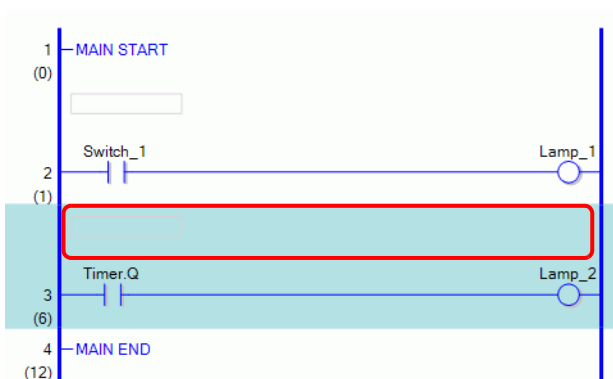 1 MAIN START
(0)
Switch_1 Lamp_1
2
(1)
Timer.Q Lamp_2
3
(6)
4 MAIN END
(12)